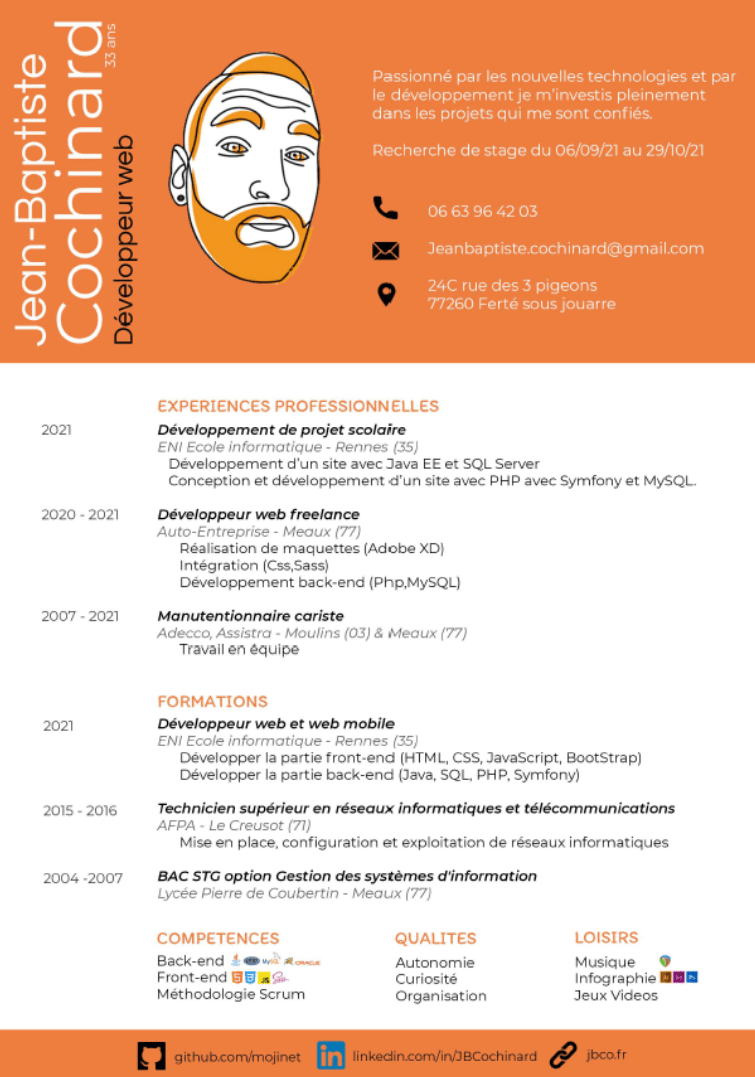 Jean-Baptiste
Cochinard
33 ans
Développeur web
Passionné par les nouvelles technologies et par
le développement je m'investis pleinement
dans les projets qui me sont confiés.
Recherche de stage du 06/09/21 au 29/10/21
06 63 96 42 03
Jeanbaptiste.cochinard@gmail.com
24C rue des 3 pigeons
77260 Ferté sous jouarre
EXPERIENCES PROFESSIONNELLES
2021
Développement de projet scolaire
ENI Ecole informatique - Rennes (35)
Développement d'un site avec Java EE et SQL Server
Conception et développement d'un site avec PHP avec Symfony et MySQL.
2020 - 2021
Développeur web freelance
Auto-Entreprise - Meaux (77)
Réalisation de maquettes (Adobe XD)
Intégration (Css,Sass)
Développement back-end (Php,MySQL)
2007 - 2021
Manutentionnaire cariste
Adecco, Assistra - Moulins (03) & Meaux (77)
Travail en équipe
FORMATIONS
2021
Développeur web et web mobile
ENI Ecole informatique - Rennes (35)
Développer la partie front-end (HTML, CSS, JavaScript, BootStrap)
Développer la partie back-end (Java, SQL, PHP, Symfony)
2015 - 2016
Technicien supérieur en réseaux informatiques et télécommunications
AFPA - Le Creusot (71)
Mise en place, configuration et exploitation de réseaux informatiques
2004 -2007
BAC STG option Gestion des systèmes d'information
Lycée Pierre de Coubertin - Meaux (77)
COMPETENCES
Back-end php MySQL ORACLE
Front-end 5 3 JS Sass
Méthodologie Scrum
QUALITES
Autonomie
Curiosité
Organisation
LOISIRS
Musique
Infographie Ai Id Ps
Jeux Videos
github.com/mojinet in linkedin.com/in/JBCochinard jbco.fr